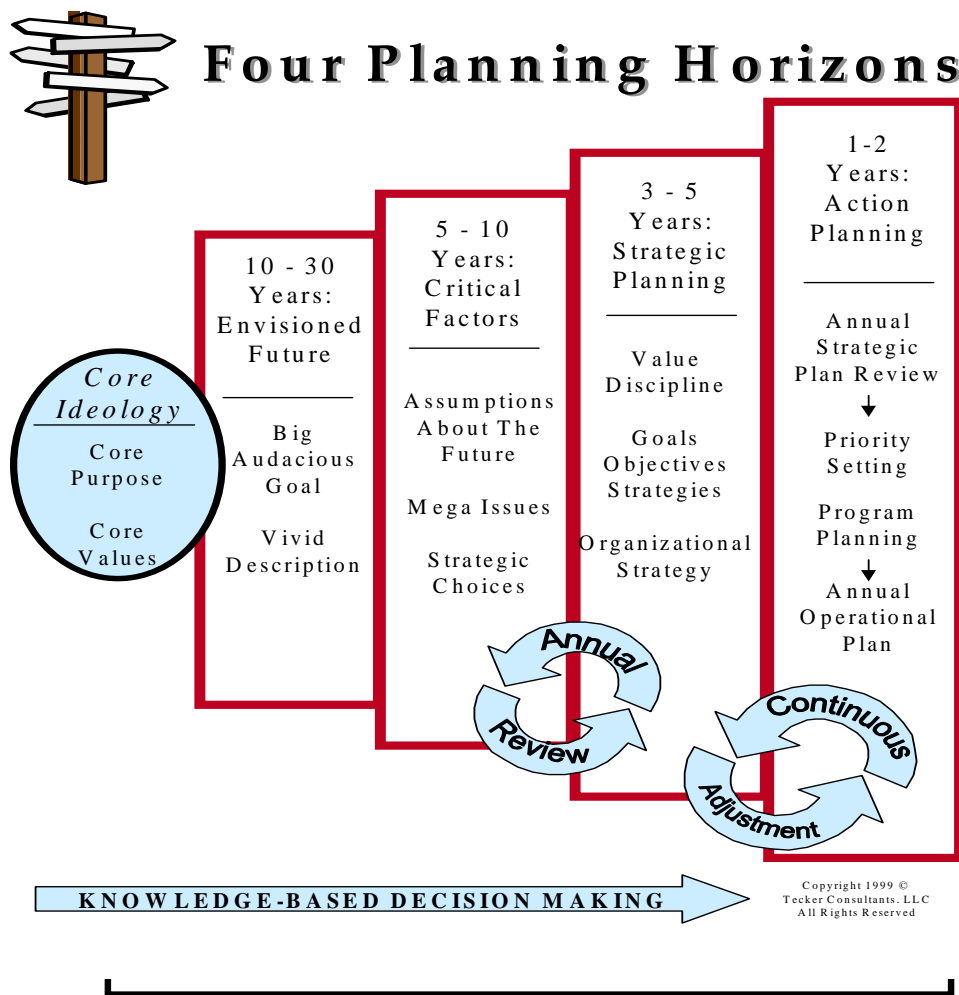 Four Planning Horizons
Core
Ideology
Core
Purpose
Core
Values
10 - 30
Years:
Envisioned
Future
Big
Audacious
Goal
Vivid
Description
5 - 10
Years:
Critical
Factors
Assumptions
About The
Future
Mega Issues
Strategic
Choices
3 - 5
Years:
Strategic
Planning
Value
Discipline
Goals
Objectives
Strategies
Organizational
Strategy
1-2
Years:
Action
Planning
Annual
Strategic
Plan Review
Priority
Setting
Program
Planning
Annual
Operational
Plan
Annual
Review
Continuous
Adjustment
KNOWLEDGE-BASED DECISION MAKING
Copyright 1999 ©
Tecker Consultants. LLC
All Rights Reserved